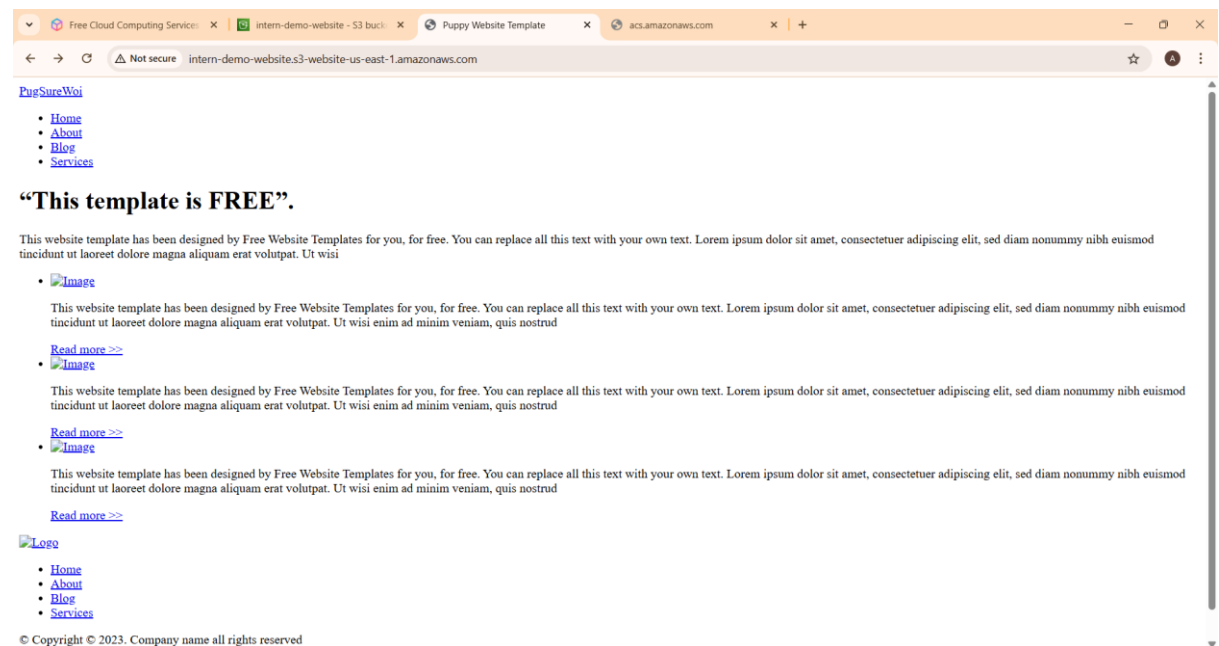 Free Cloud Computing Services
intern-demo-website - S3 buck
Puppy Website Template
acs.amazonaws.com
Not secure
intern-demo-website.s3-website-us-east-1.amazonaws.com
A
PugSureWoi
Home
About
Blog
Services
“This template is FREE”.
This website template has been designed by Free Website Templates for you, for free. You can replace all this text with your own text. Lorem ipsum dolor sit amet, consectetuer adipiscing elit, sed diam nonummy nibh euismod
tincidunt ut laoreet dolore magna aliquam erat volutpat. Ut wisi
Image
This website template has been designed by Free Website Templates for you, for free. You can replace all this text with your own text. Lorem ipsum dolor sit amet, consectetuer adipiscing elit, sed diam nonummy nibh euismod
tincidunt ut laoreet dolore magna aliquam erat volutpat. Ut wisi enim ad minim veniam, quis nostrud
Read more >>
Image
This website template has been designed by Free Website Templates for you, for free. You can replace all this text with your own text. Lorem ipsum dolor sit amet, consectetuer adipiscing elit, sed diam nonummy nibh euismod
tincidunt ut laoreet dolore magna aliquam erat volutpat. Ut wisi enim ad minim veniam, quis nostrud
Read more >>
Image
This website template has been designed by Free Website Templates for you, for free. You can replace all this text with your own text. Lorem ipsum dolor sit amet, consectetuer adipiscing elit, sed diam nonummy nibh euismod
tincidunt ut laoreet dolore magna aliquam erat volutpat. Ut wisi enim ad minim veniam, quis nostrud
Read more >>
Logo
Home
About
Blog
Services
© Copyright © 2023. Company name all rights reserved